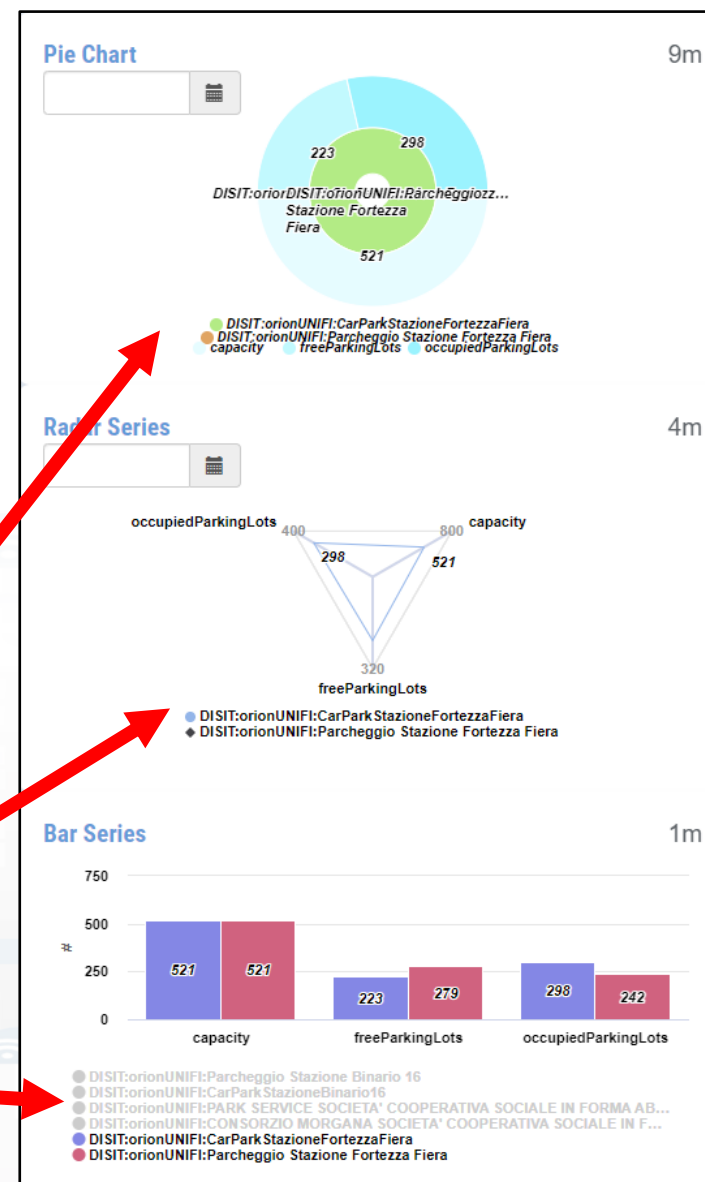 Pie Chart
9m
223
298
DISIT:orionUNIFI:Parcheggio
Stazione Fortezza
Fiera
521
DISIT:orionUNIFI:CarParkStazioneFortezzaFiera
DISIT:orionUNIFI:Parcheggio Stazione Fortezza Fiera
capacity freeParkingLots occupiedParkingLots
Radar Series
4m
occupiedParkingLots 400 800 capacity
298 521
320
freeParkingLots
DISIT:orionUNIFI:CarParkStazioneFortezzaFiera
DISIT:orionUNIFI:Parcheggio Stazione Fortezza Fiera
Bar Series
1m
750
500
#
250
0
521 521 223 279 298 242
capacity freeParkingLots occupiedParkingLots
DISIT:orionUNIFI:Parcheggio Stazione Binario 16
DISIT:orionUNIFI:CarParkStazioneBinario16
DISIT:orionUNIFI:PARK SERVICE SOCIETA' COOPERATIVA SOCIALE IN FORMA AB...
DISIT:orionUNIFI:CONSORZIO MORGANA SOCIETA' COOPERATIVA SOCIALE IN F...
DISIT:orionUNIFI:CarParkStazioneFortezzaFiera
DISIT:orionUNIFI:Parcheggio Stazione Fortezza Fiera